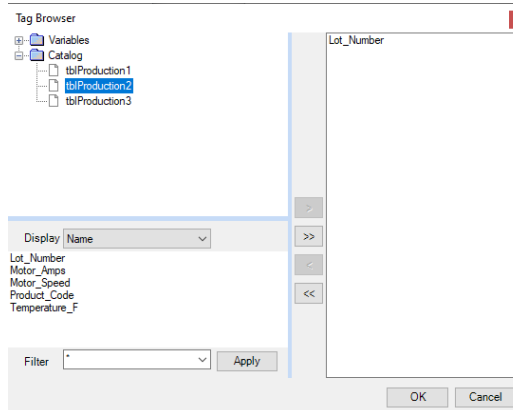 Tag Browser
Variables
Catalog
tblProduction1
tblProduction2
tblProduction3
Display Name
Lot_Number
Motor_Amps
Motor_Speed
Product_Code
Temperature_F
Filter * Apply
>
>>
<
<<
Lot_Number
OK Cancel